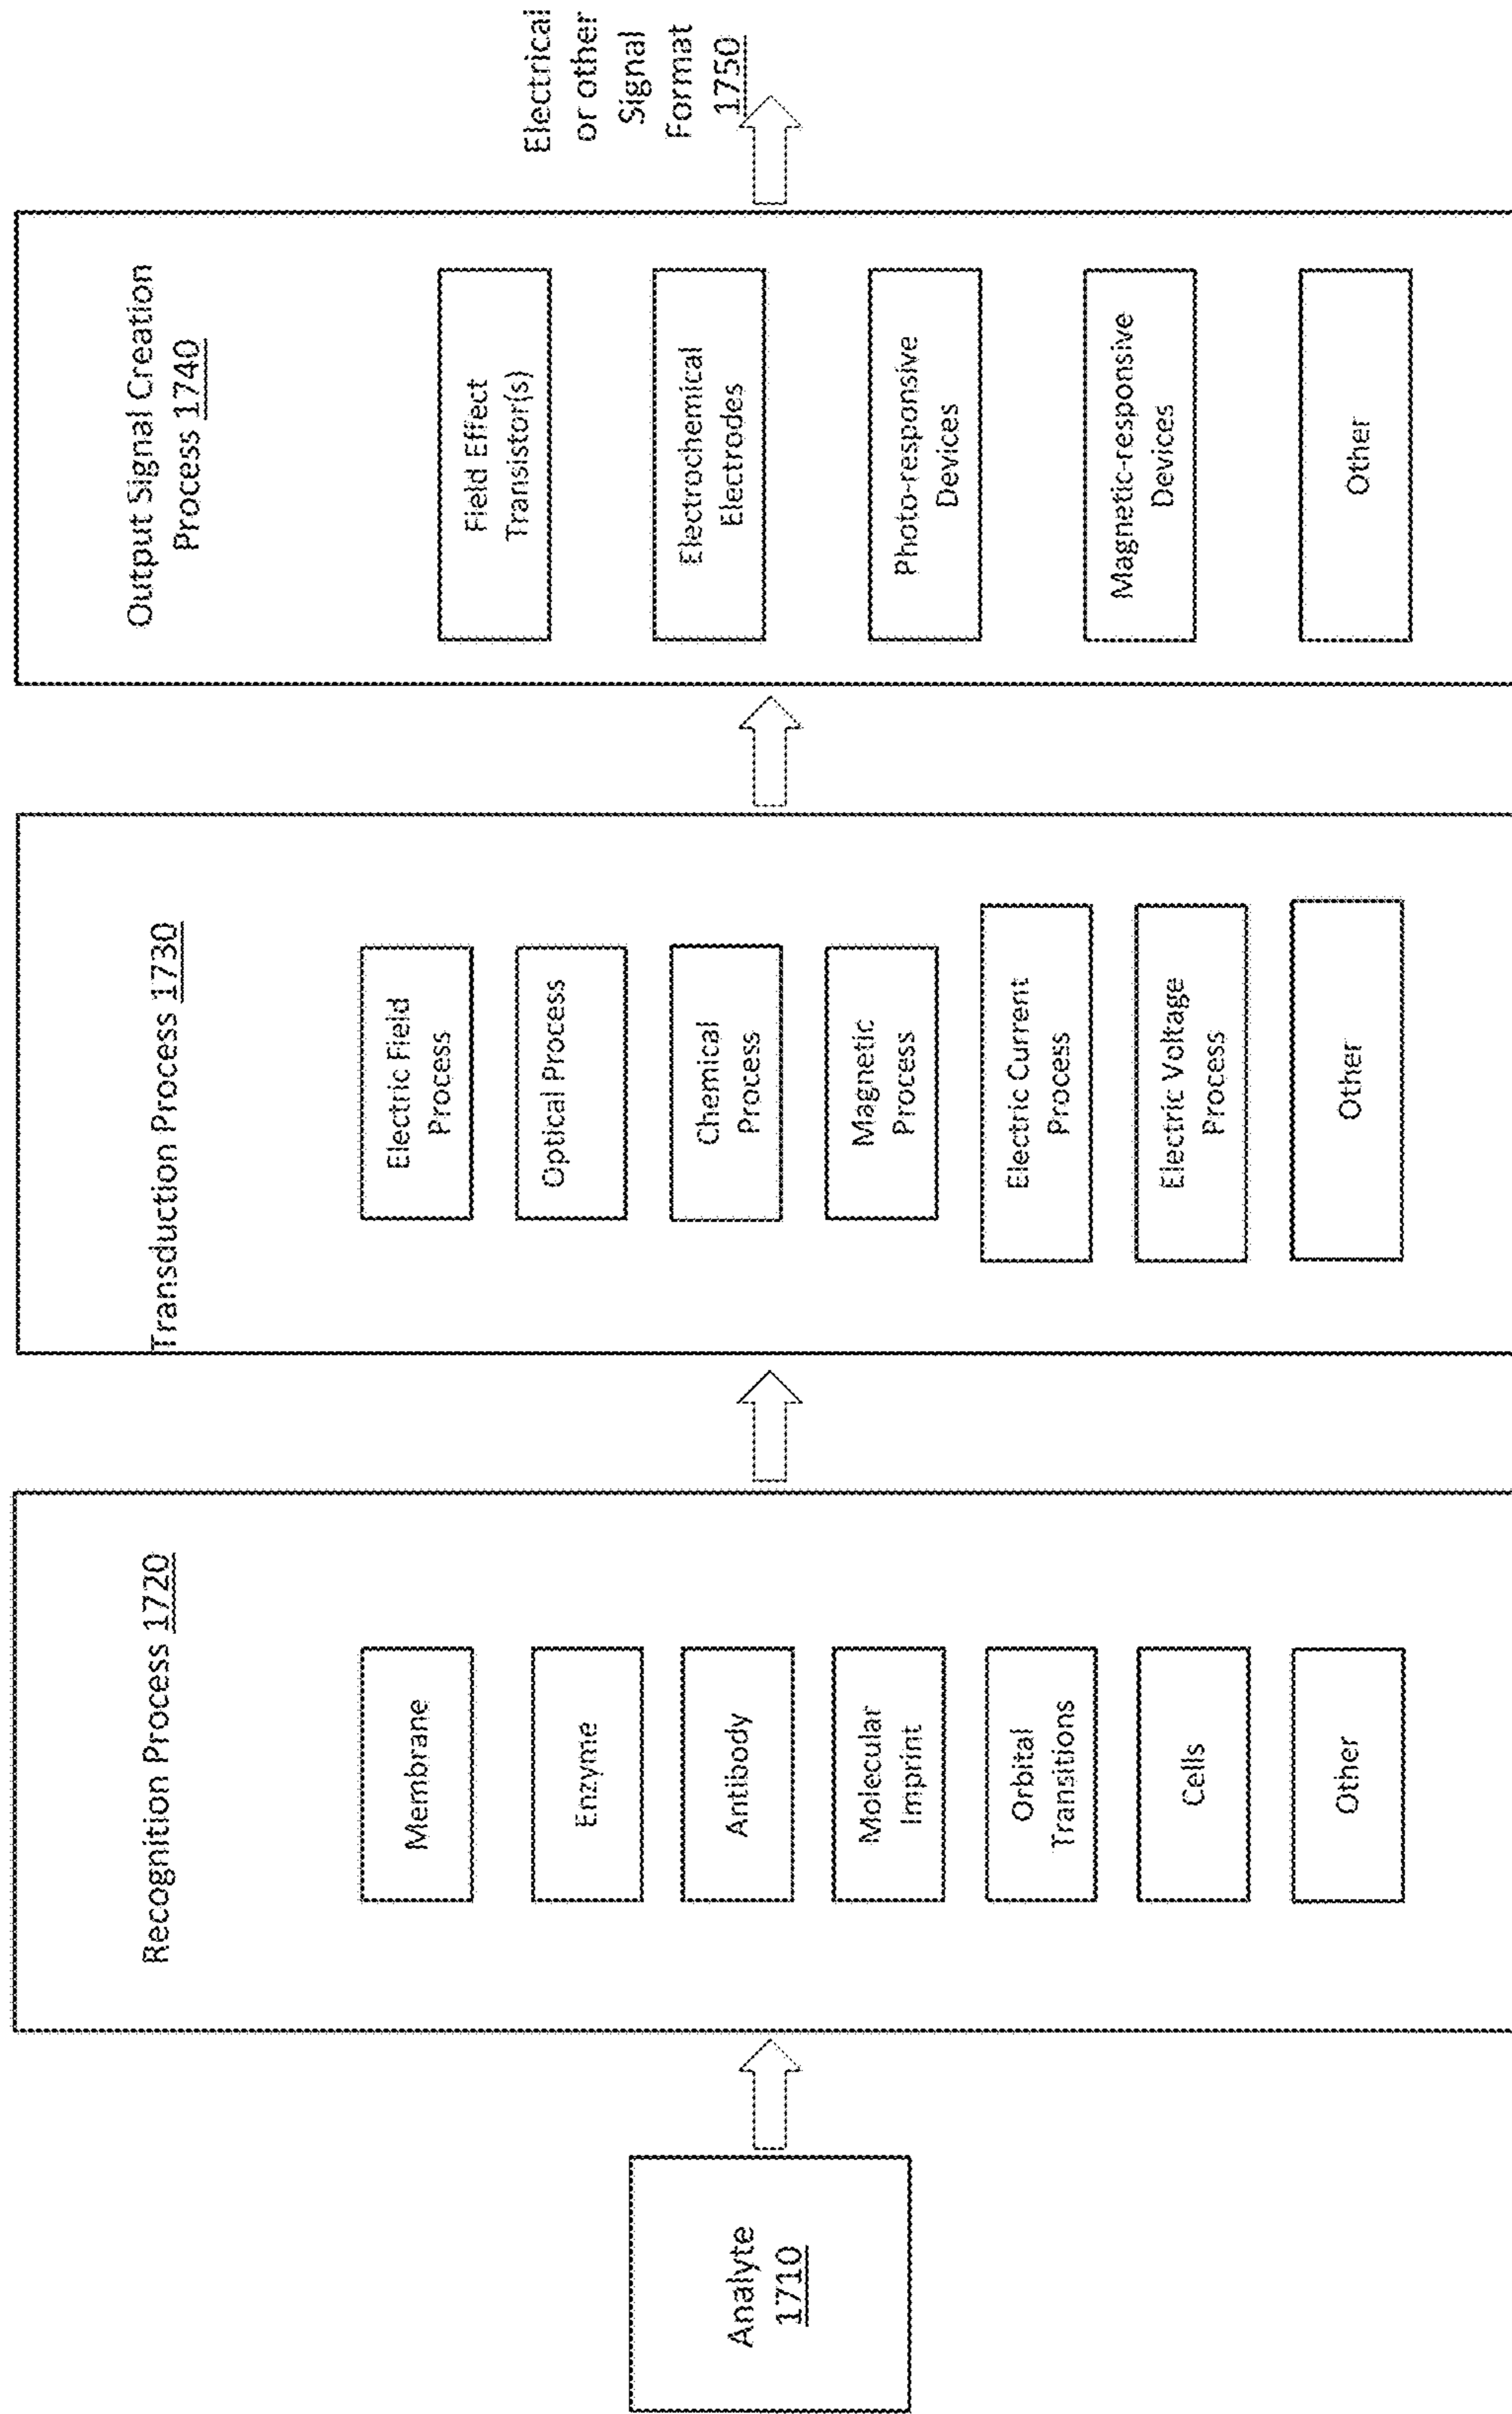 Analyte
1710
Recognition Process 1720
Membrane
Enzyme
Antibody
Molecular
Imprint
Orbital
Transitions
Cells
Other
Transduction Process 1730
Electric Field
Process
Optical Process
Chemical
Process
Magnetic
Process
Electric Current
Process
Electric Voltage
Process
Other
Output Signal Creation
Process 1740
Field Effect
Transistor(s)
Electrochemical
Electrodes
Photo-responsive
Devices
Magnetic-responsive
Devices
Other
Electrical
or other
Signal
Format
1750